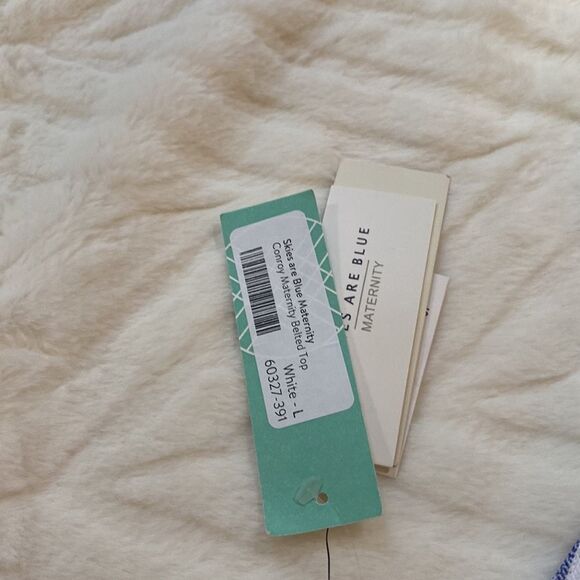 Skies are Blue Maternity
Conroy Maternity Belted Top
White - L
60327-391
ES ARE BLUE
MATERNITY